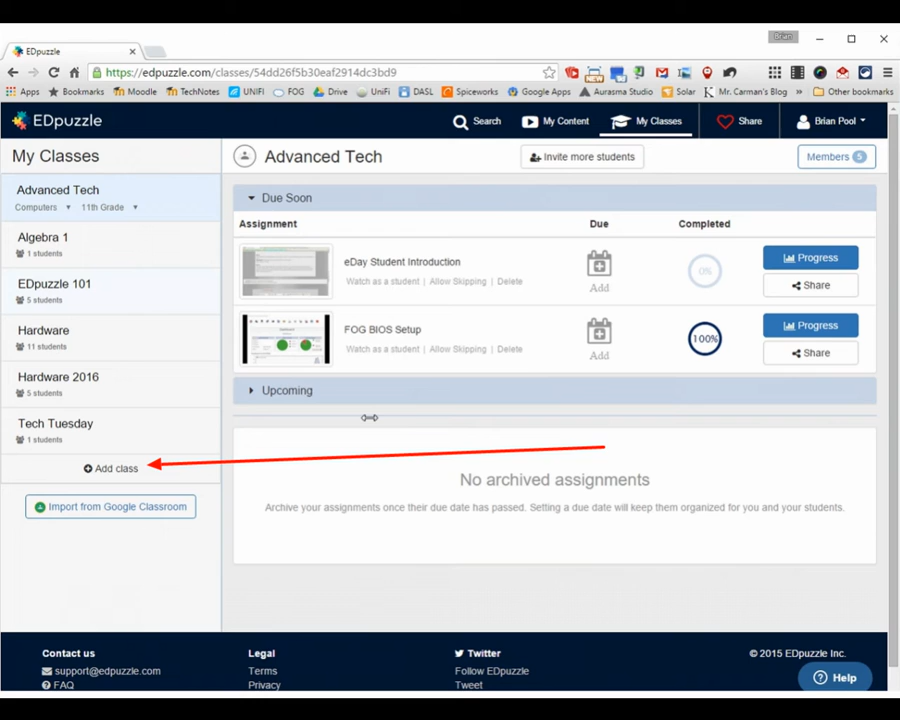 Brian
EDpuzzle
https://edpuzzle.com/classes/54dd26f5b30eaf2914dc3bd9
Apps Bookmarks Moodle TechNotes UNIFI FOG Drive UniFi DASL Spiceworks Google Apps Aurasma Studio Solar Mr. Carman's Blog » Other bookmarks
EDpuzzle Search My Content My Classes Share Brian Pool
My Classes
Advanced Tech
Computers 11th Grade
Algebra 1
1 students
EDpuzzle 101
5 students
Hardware
11 students
Hardware 2016
5 students
Tech Tuesday
1 students
Add class
Import from Google Classroom
Advanced Tech Invite more students Members 5
Due Soon
Assignment Due Completed
eDay Student Introduction
Watch as a student | Allow Skipping | Delete
Add
0%
Progress
Share
FOG BIOS Setup
Watch as a student | Allow Skipping | Delete
Add
100%
Progress
Share
Upcoming
No archived assignments
Archive your assignments once their due date has passed. Setting a due date will keep them organized for you and your students.
Contact us
support@edpuzzle.com
FAQ
Legal
Terms
Privacy
Twitter
Follow EDpuzzle
Tweet
© 2015 EDpuzzle Inc.
Help